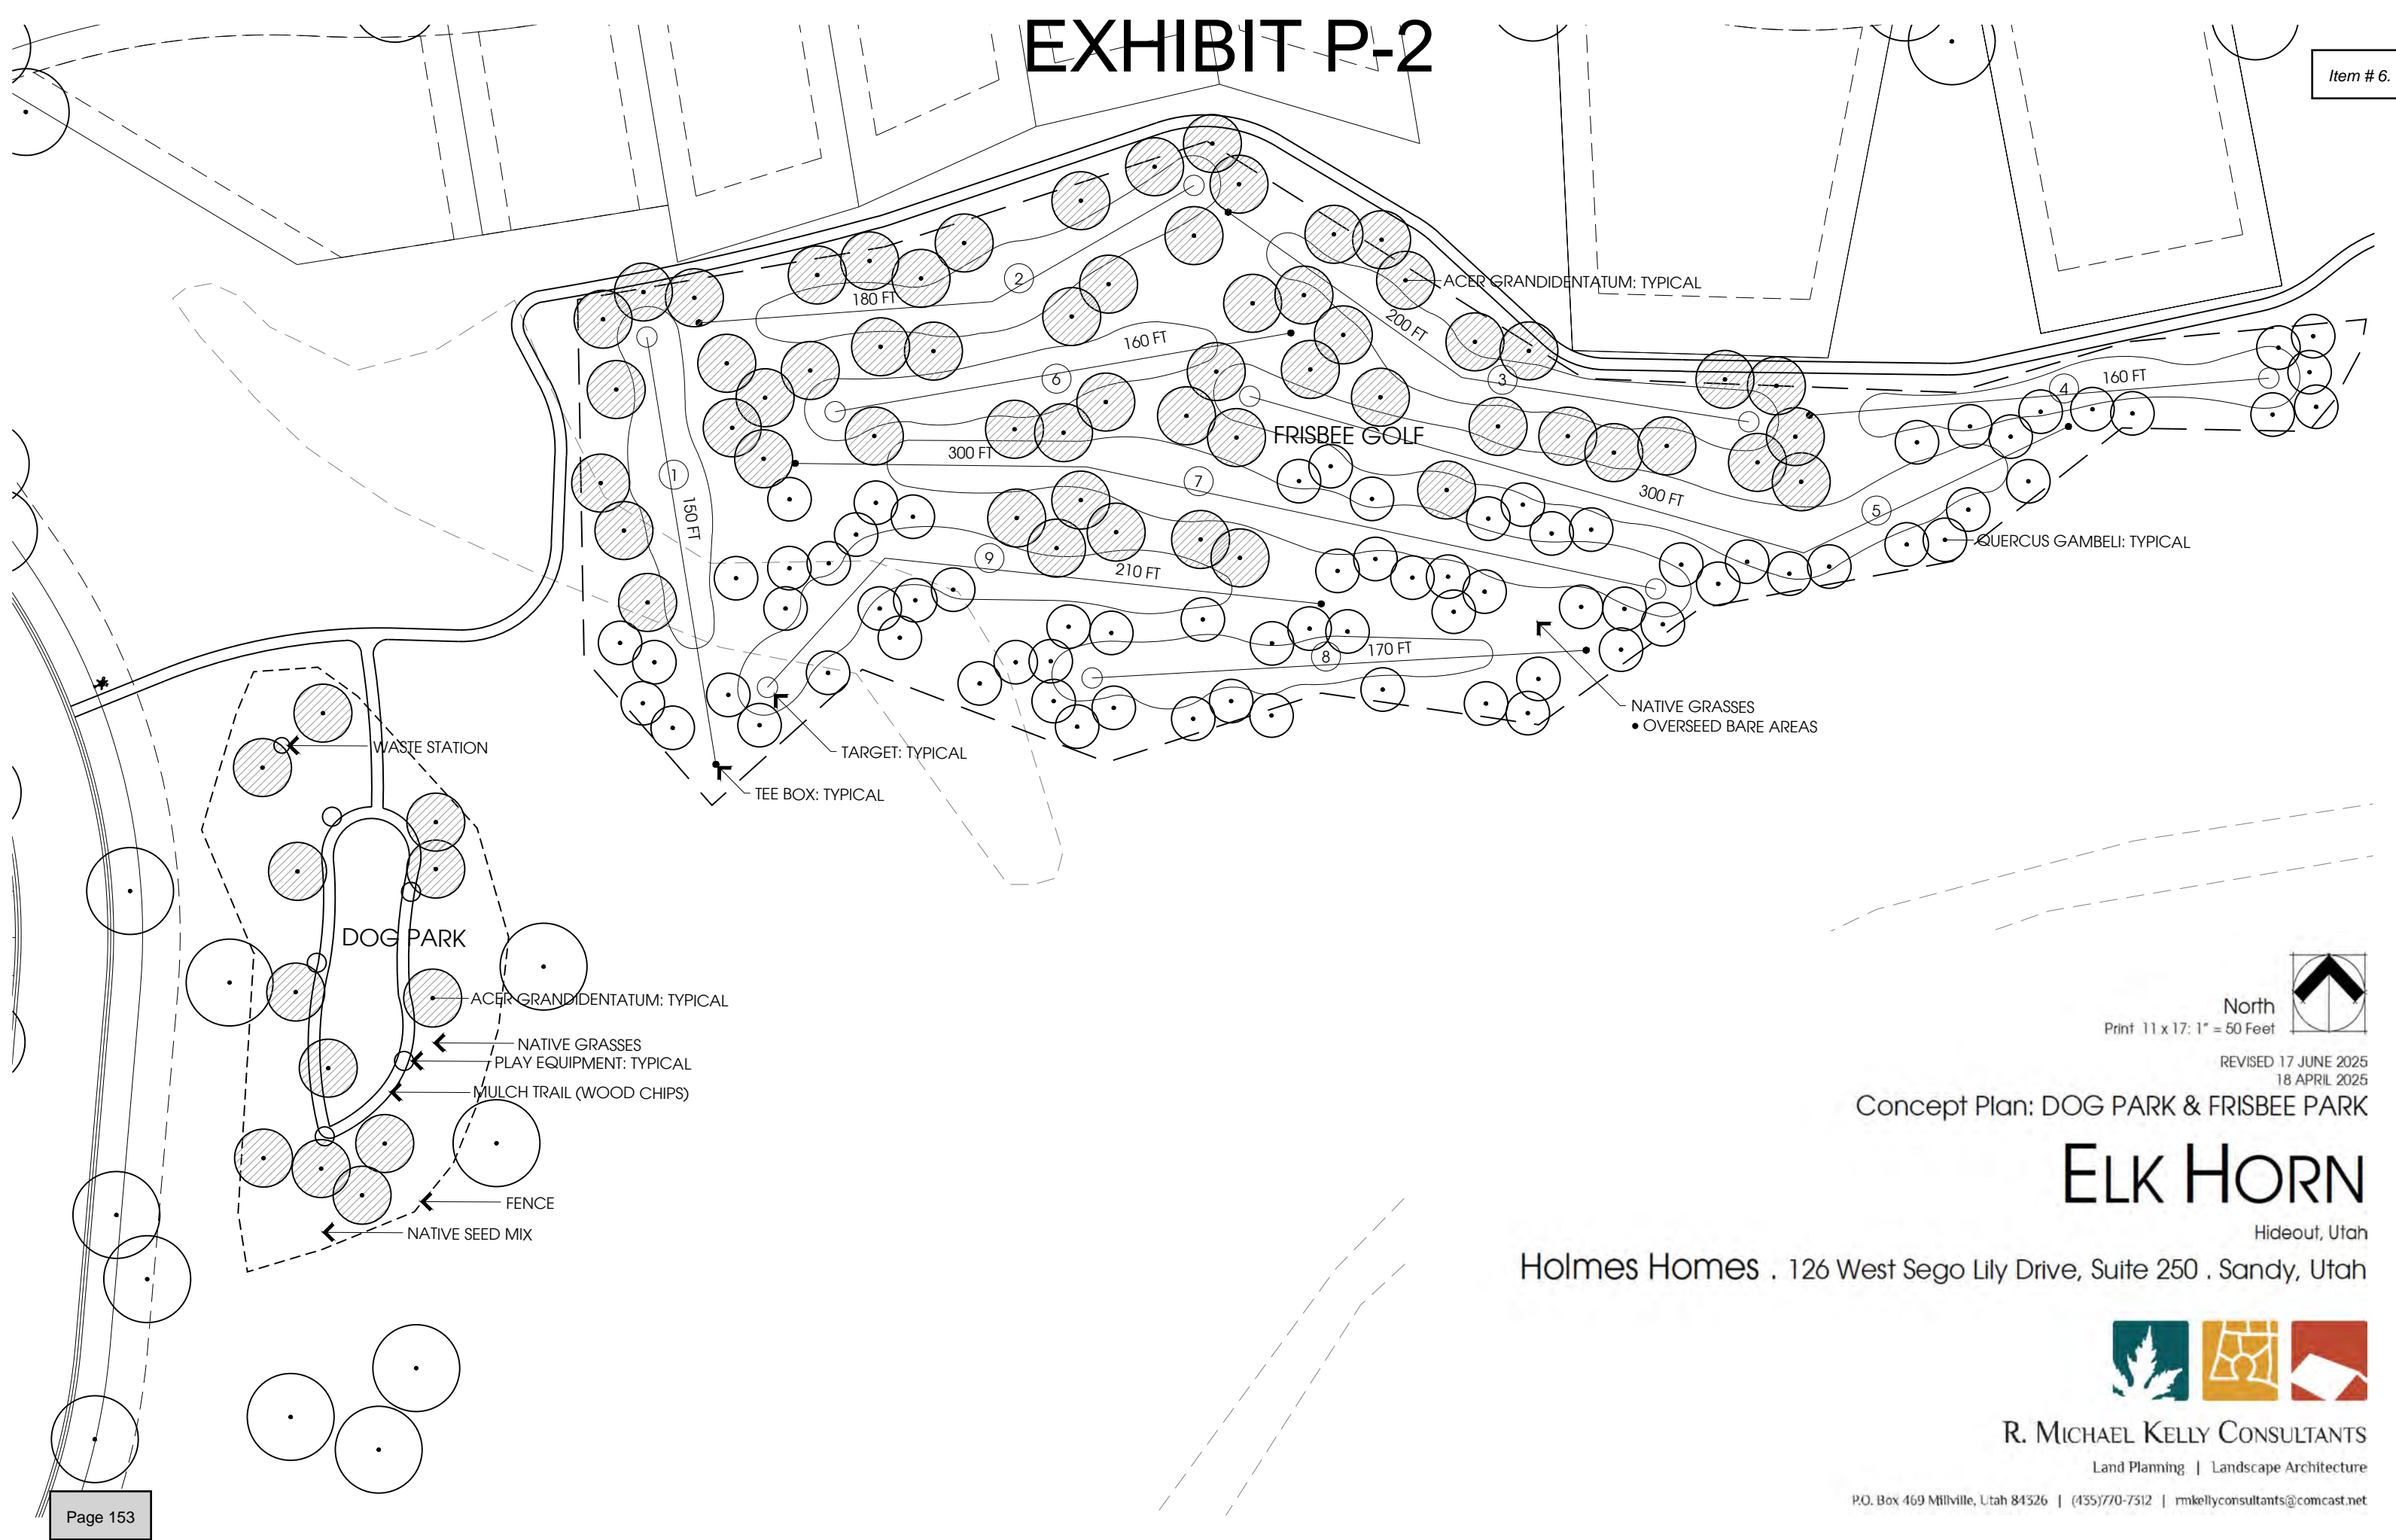 EXHIBIT P-2
Item # 6.
2
180 FT
ACER GRANDIDENTATUM: TYPICAL
200 FT
160 FT
6
3
4
160 FT
FRISBEE GOLF
300 FT
1
7
150 FT
300 FT
5
QUERCUS GAMBELI: TYPICAL
9
210 FT
8
170 FT
NATIVE GRASSES
• OVERSEED BARE AREAS
WASTE STATION
TARGET: TYPICAL
TEE BOX: TYPICAL
DOG PARK
ACER GRANDIDENTATUM: TYPICAL
NATIVE GRASSES
PLAY EQUIPMENT: TYPICAL
MULCH TRAIL (WOOD CHIPS)
FENCE
NATIVE SEED MIX
North
Print 11 x 17: 1" = 50 Feet
REVISED 17 JUNE 2025
18 APRIL 2025
Concept Plan: DOG PARK & FRISBEE PARK
ELK HORN
Hideout, Utah
Holmes Homes . 126 West Sego Lily Drive, Suite 250 . Sandy, Utah
R. MICHAEL KELLY CONSULTANTS
Land Planning | Landscape Architecture
P.O. Box 469 Millville, Utah 84326 | (435)770-7312 | rmkellyconsultants@comcast.net
Page 153